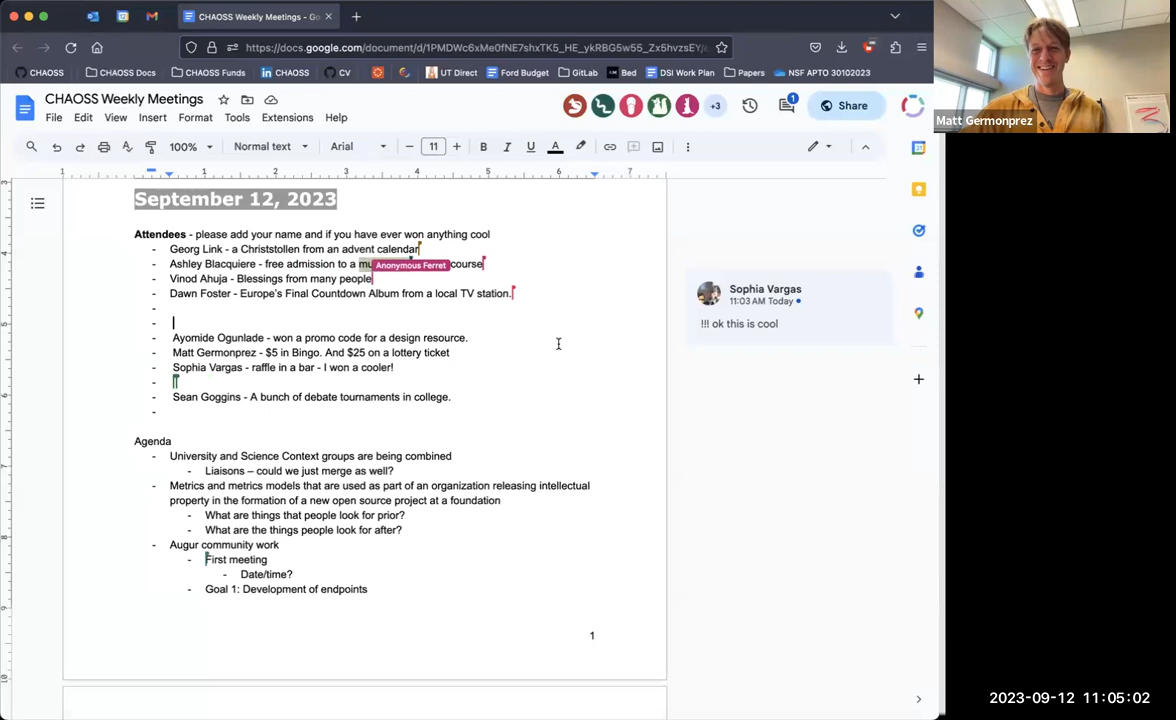 CHAOSS Weekly Meetings - Go
https://docs.google.com/document/d/1PMDWc6xMe0fNE7shxTK5_HE_ykRBG5w55_Zx5hvzsEY/e
CHAOSS
CHAOSS Docs
CHAOSS Funds
CHAOSS
CV
UT Direct
Ford Budget
GitLab
Bed
DSI Work Plan
Papers
NSF APTO 30102023
CHAOSS Weekly Meetings
File Edit View Insert Format Tools Extensions Help
+3
1
Share
100% Normal text Arial 11 B I U A
1 1 2 3 4 5 6 7
September 12, 2023
Attendees - please add your name and if you have ever won anything cool
- Georg Link - a Christstollen from an advent calendar
- Ashley Blacquiere - free admission to a mu course
Anonymous Ferret
- Vinod Ahuja - Blessings from many people
- Dawn Foster - Europe's Final Countdown Album from a local TV station.
-
-
- Ayomide Ogunlade - won a promo code for a design resource.
- Matt Germonprez - $5 in Bingo. And $25 on a lottery ticket
- Sophia Vargas - raffle in a bar - I won a cooler!
-
- Sean Goggins - A bunch of debate tournaments in college.
-
Agenda
- University and Science Context groups are being combined
- Liaisons – could we just merge as well?
- Metrics and metrics models that are used as part of an organization releasing intellectual
property in the formation of a new open source project at a foundation
- What are things that people look for prior?
- What are the things people look for after?
- Augur community work
- First meeting
- Date/time?
- Goal 1: Development of endpoints
1
Sophia Vargas
11:03 AM Today
!!! ok this is cool
Matt Germonprez
2023-09-12 11:05:02